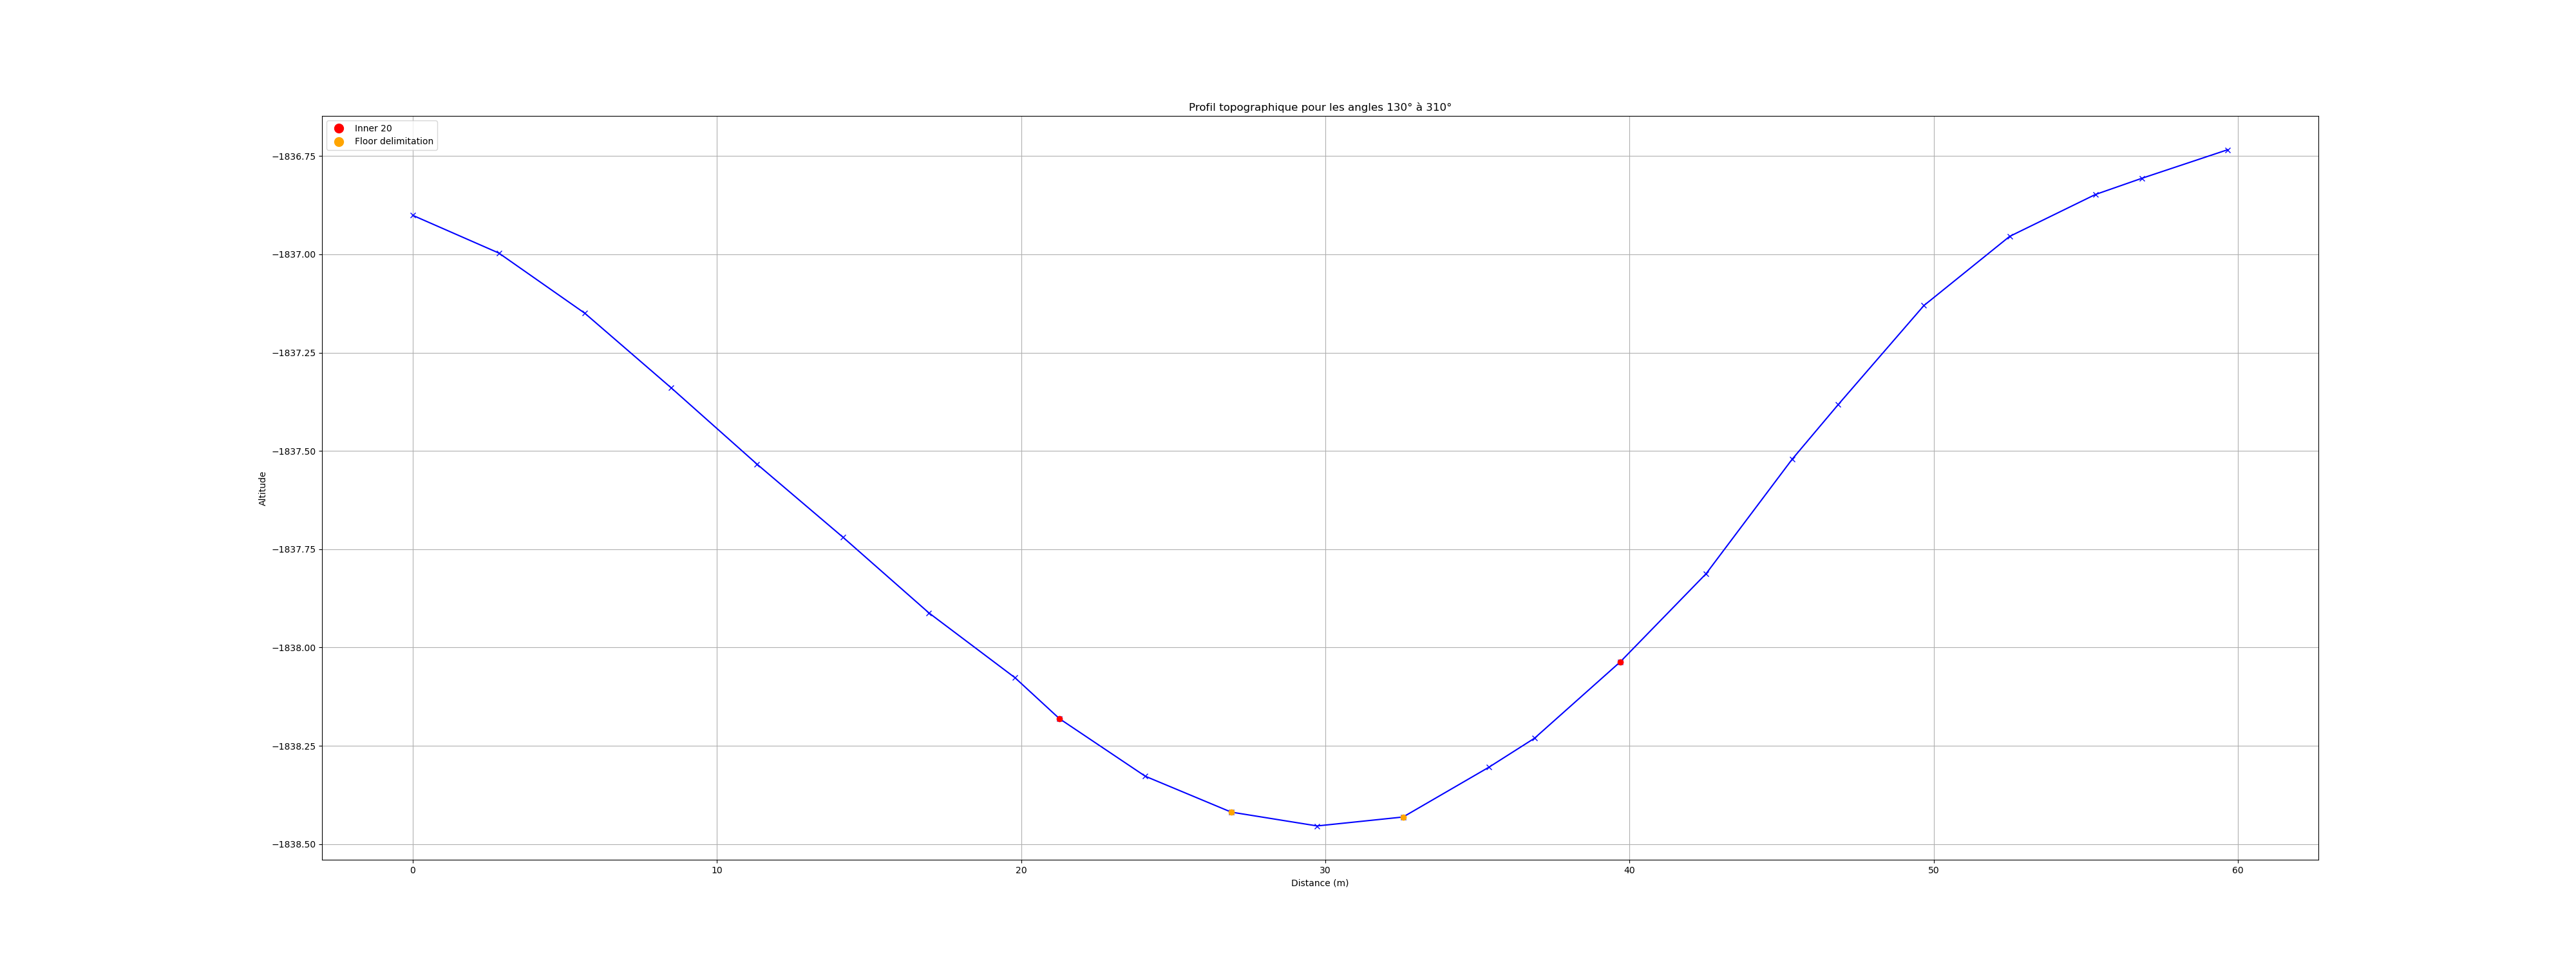 Profil topographique pour les angles 130° à 310°
Inner 20
Floor delimitation
−1836.75
−1837.00
−1837.25
−1837.50
−1837.75
−1838.00
−1838.25
−1838.50
Altitude
0 10 20 30 40 50 60
Distance (m)